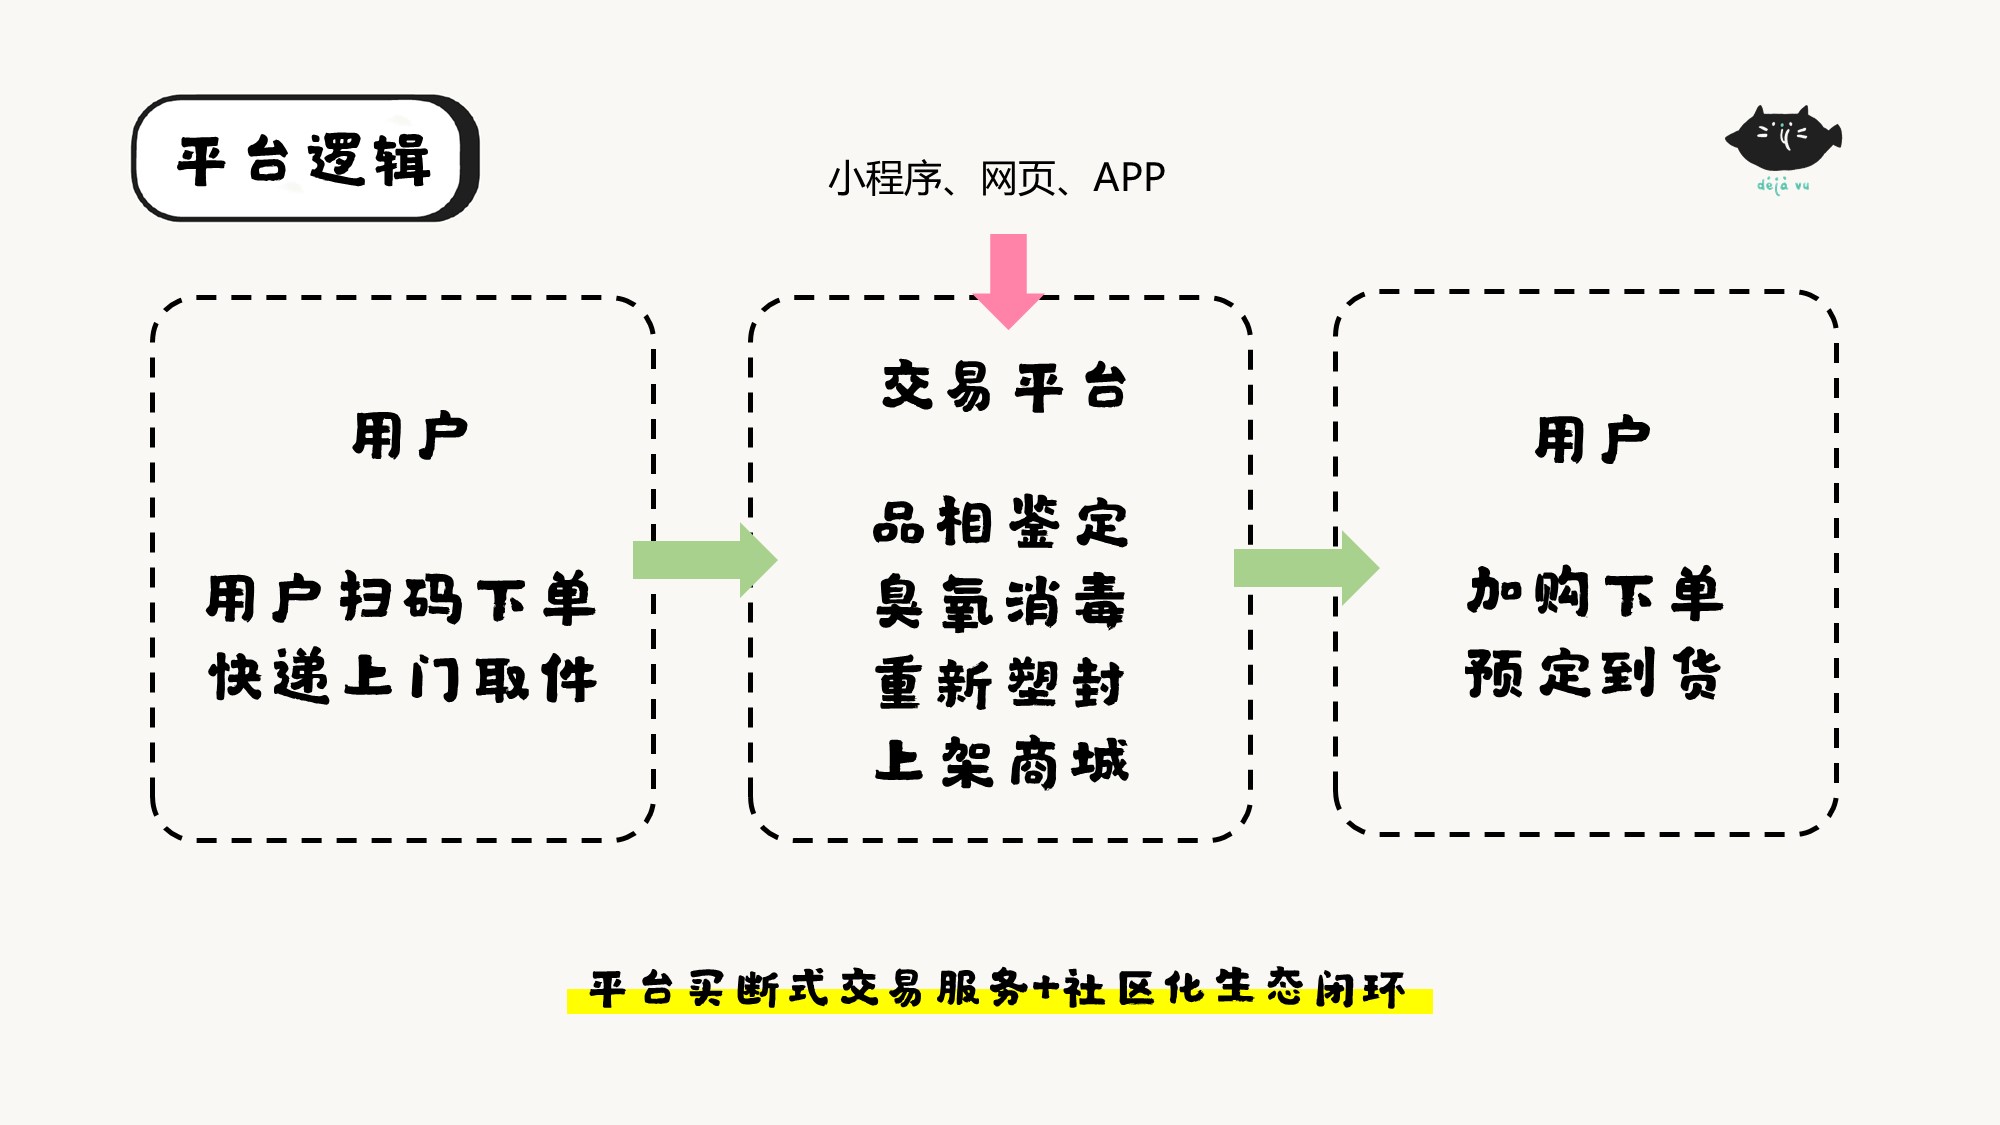 平台逻辑
小程序、网页、APP
déjà vu
用户
用户扫码下单
快递上门取件
交易平台
品相鉴定
臭氧消毒
重新塑封
上架商城
用户
加购下单
预定到货
平台买断式交易服务+社区化生态闭环